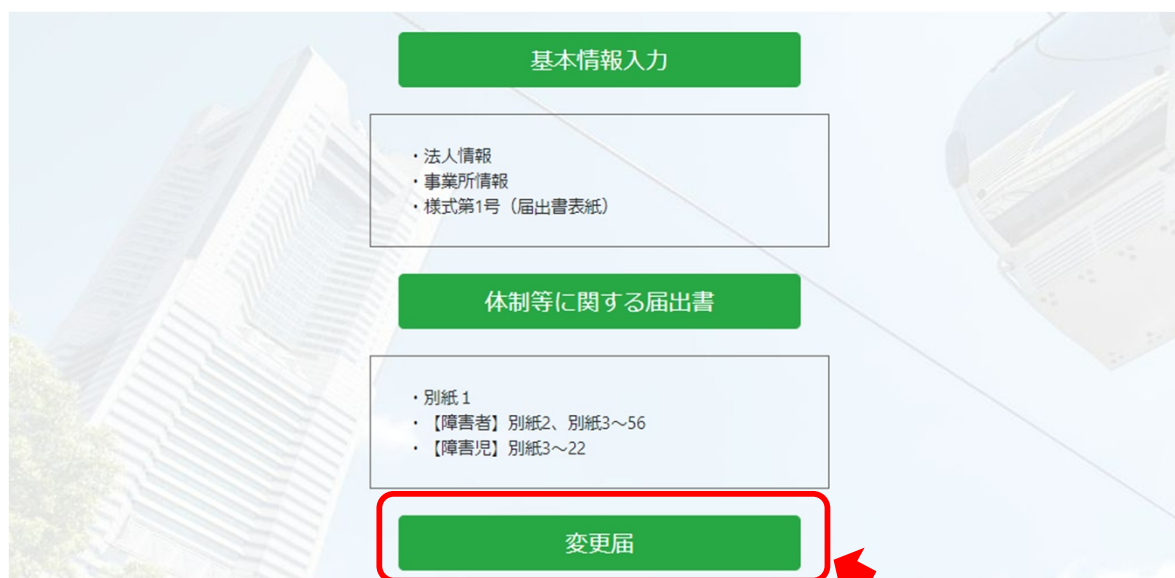 基本情報入力
・法人情報
・事業所情報
・様式第1号（届出書表紙）
体制等に関する届出書
・別紙１
・【障害者】別紙2、別紙3～56
・【障害児】別紙3～22
変更届